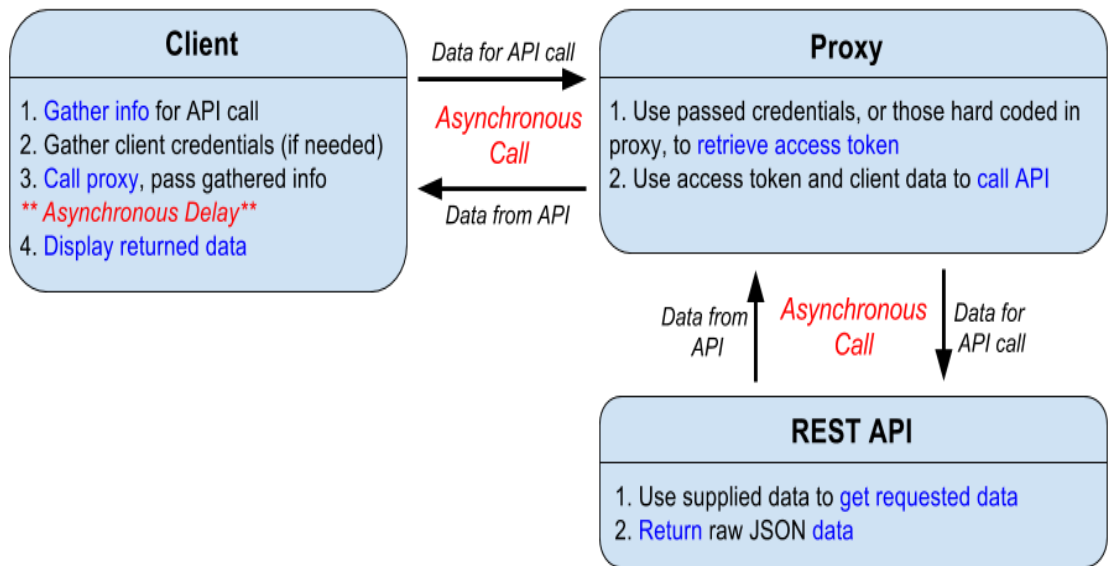 Client
1. Gather info for API call
2. Gather client credentials (if needed)
3. Call proxy, pass gathered info
** Asynchronous Delay**
4. Display returned data
Data for API call
Asynchronous
Call
Data from API
Proxy
1. Use passed credentials, or those hard coded in
proxy, to retrieve access token
2. Use access token and client data to call API
Data from
API
Asynchronous
Call
Data for
API call
REST API
1. Use supplied data to get requested data
2. Return raw JSON data